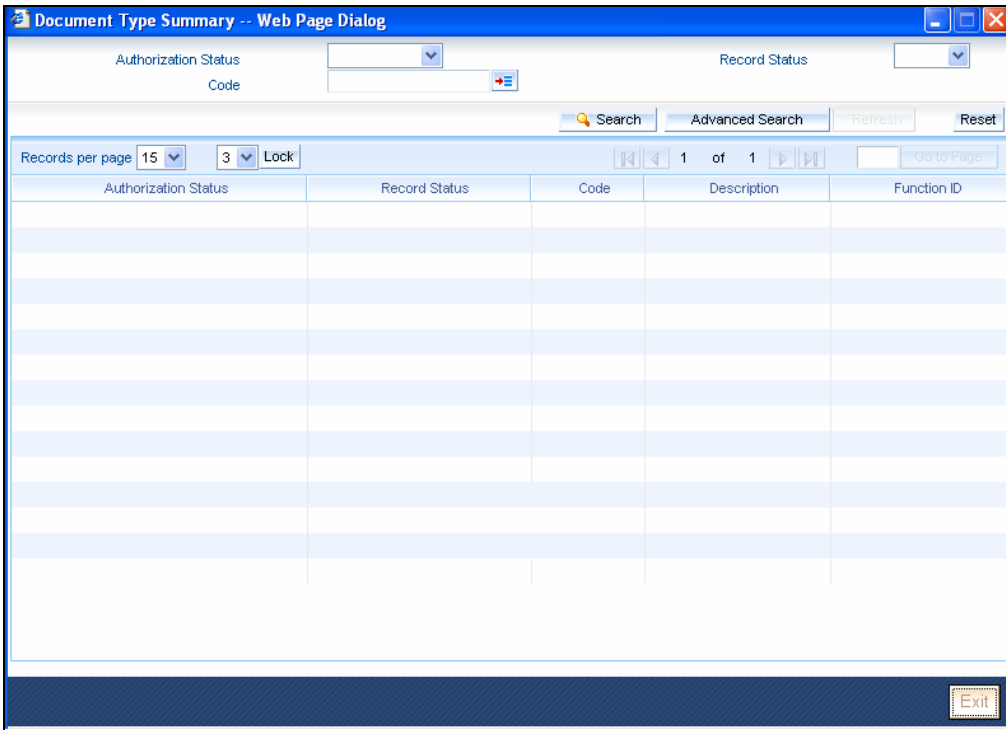 Document Type Summary -- Web Page Dialog
Authorization Status Record Status
Code
Search Advanced Search Refresh Reset
Records per page 15 3 Lock 1 of 1 Go to Page
Authorization Status Record Status Code Description Function ID
Exit